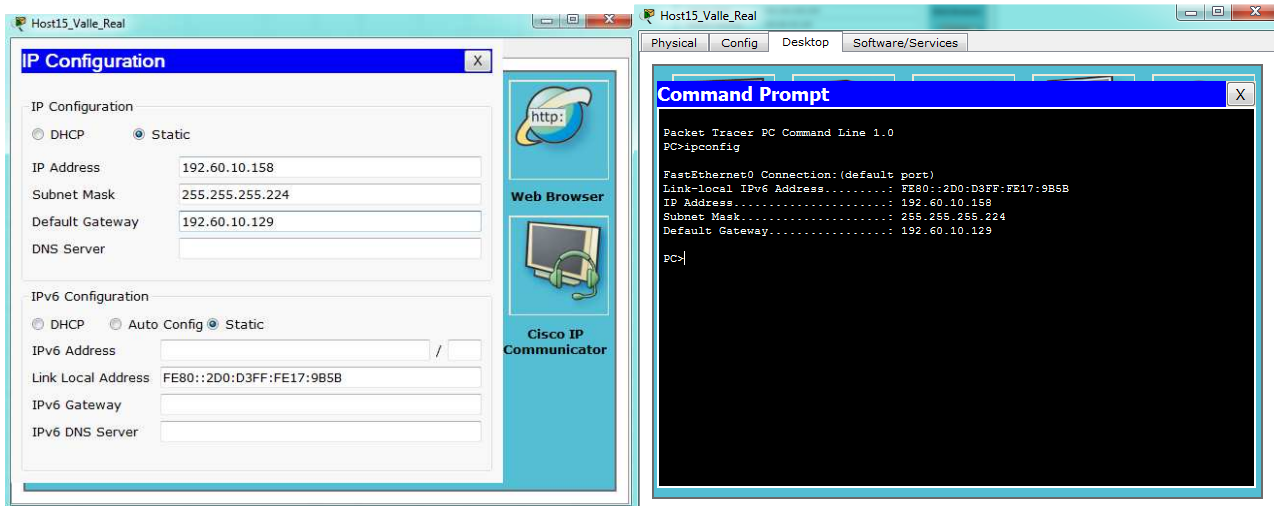 Host15_Valle_Real
IP Configuration
X
IP Configuration
DHCP Static
IP Address 192.60.10.158
Subnet Mask 255.255.255.224
Default Gateway 192.60.10.129
DNS Server
IPv6 Configuration
DHCP Auto Config Static
IPv6 Address /
Link Local Address FE80::2D0:D3FF:FE17:9B5B
IPv6 Gateway
IPv6 DNS Server
http:
Web Browser
Cisco IP
Communicator
Host15_Valle_Real
Physical Config Desktop Software/Services
Command Prompt
X
Packet Tracer PC Command Line 1.0
PC>ipconfig
FastEthernet0 Connection:(default port)
Link-local IPv6 Address.........: FE80::2D0:D3FF:FE17:9B5B
IP Address......................: 192.60.10.158
Subnet Mask.....................: 255.255.255.224
Default Gateway.................: 192.60.10.129
PC>